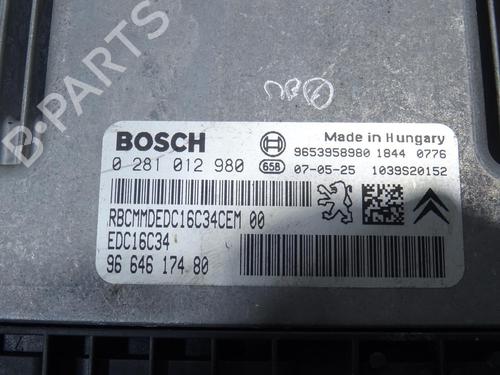 B-PARTS
BOSCH
0 281 012 980
658
Made in Hungary
9653958980 1844 0776
07-05-25 1039S20152
RBCMMDEDC16C34CEM 00
EDC16C34
96 646 174 80